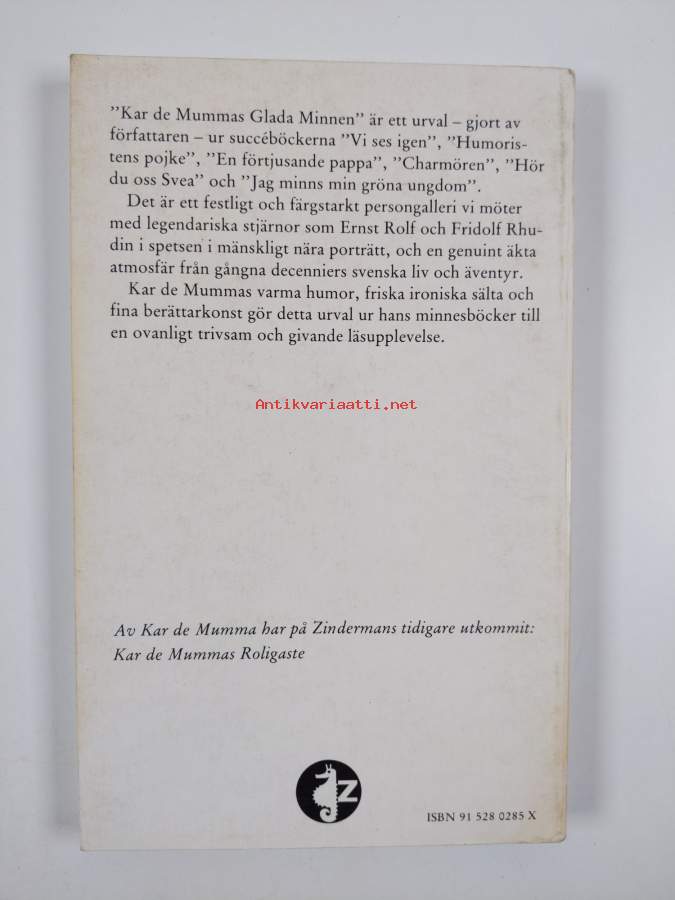 ”Kar de Mummas Glada Minnen” är ett urval – gjort av
författaren – ur succéböckerna ”Vi ses igen”, ”Humoris-
tens pojke”, ”En förtjusande pappa”, ”Charmören”, ”Hör
du oss Svea” och ”Jag minns min gröna ungdom”.
Det är ett festligt och färgstarkt persongalleri vi möter
med legendariska stjärnor som Ernst Rolf och Fridolf Rhu-
din i spetsen i mänskligt nära porträtt, och en genuint äkta
atmosfär från gångna decenniers svenska liv och äventyr.
Kar de Mummas varma humor, friska ironiska sälta och
fina berättarkonst gör detta urval ur hans minnesböcker till
en ovanligt trivsam och givande läsupplevelse.
Antikvariaatti.net
Av Kar de Mumma har på Zindermans tidigare utkommit:
Kar de Mummas Roligaste
Z
ISBN 91 528 0285 X